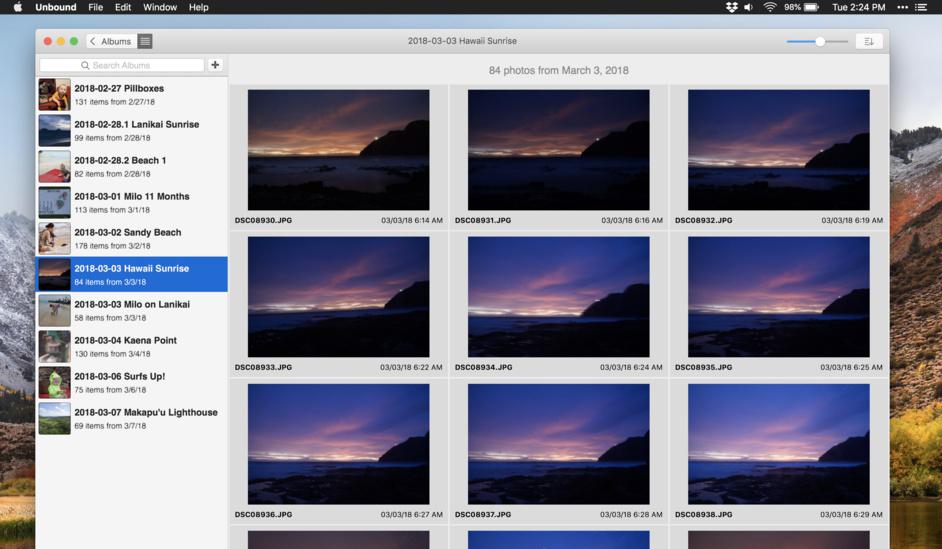 Unbound File Edit Window Help 98% Tue 2:24 PM
Albums 2018-03-03 Hawaii Sunrise
Search Albums
84 photos from March 3, 2018
2018-02-27 Pillboxes
131 items from 2/27/18
2018-02-28.1 Lanikai Sunrise
99 items from 2/28/18
2018-02-28.2 Beach 1
82 items from 2/28/18
2018-03-01 Milo 11 Months
113 items from 3/1/18
2018-03-02 Sandy Beach
178 items from 3/2/18
2018-03-03 Hawaii Sunrise
84 items from 3/3/18
2018-03-03 Milo on Lanikai
58 items from 3/3/18
2018-03-04 Kaena Point
130 items from 3/4/18
2018-03-06 Surfs Up!
75 items from 3/6/18
2018-03-07 Makapu'u Lighthouse
69 items from 3/7/18
DSC08930.JPG 03/03/18 6:14 AM DSC08931.JPG 03/03/18 6:16 AM DSC08932.JPG 03/03/18 6:19 AM
DSC08933.JPG 03/03/18 6:22 AM DSC08934.JPG 03/03/18 6:24 AM DSC08935.JPG 03/03/18 6:25 AM
DSC08936.JPG 03/03/18 6:27 AM DSC08937.JPG 03/03/18 6:28 AM DSC08938.JPG 03/03/18 6:29 AM